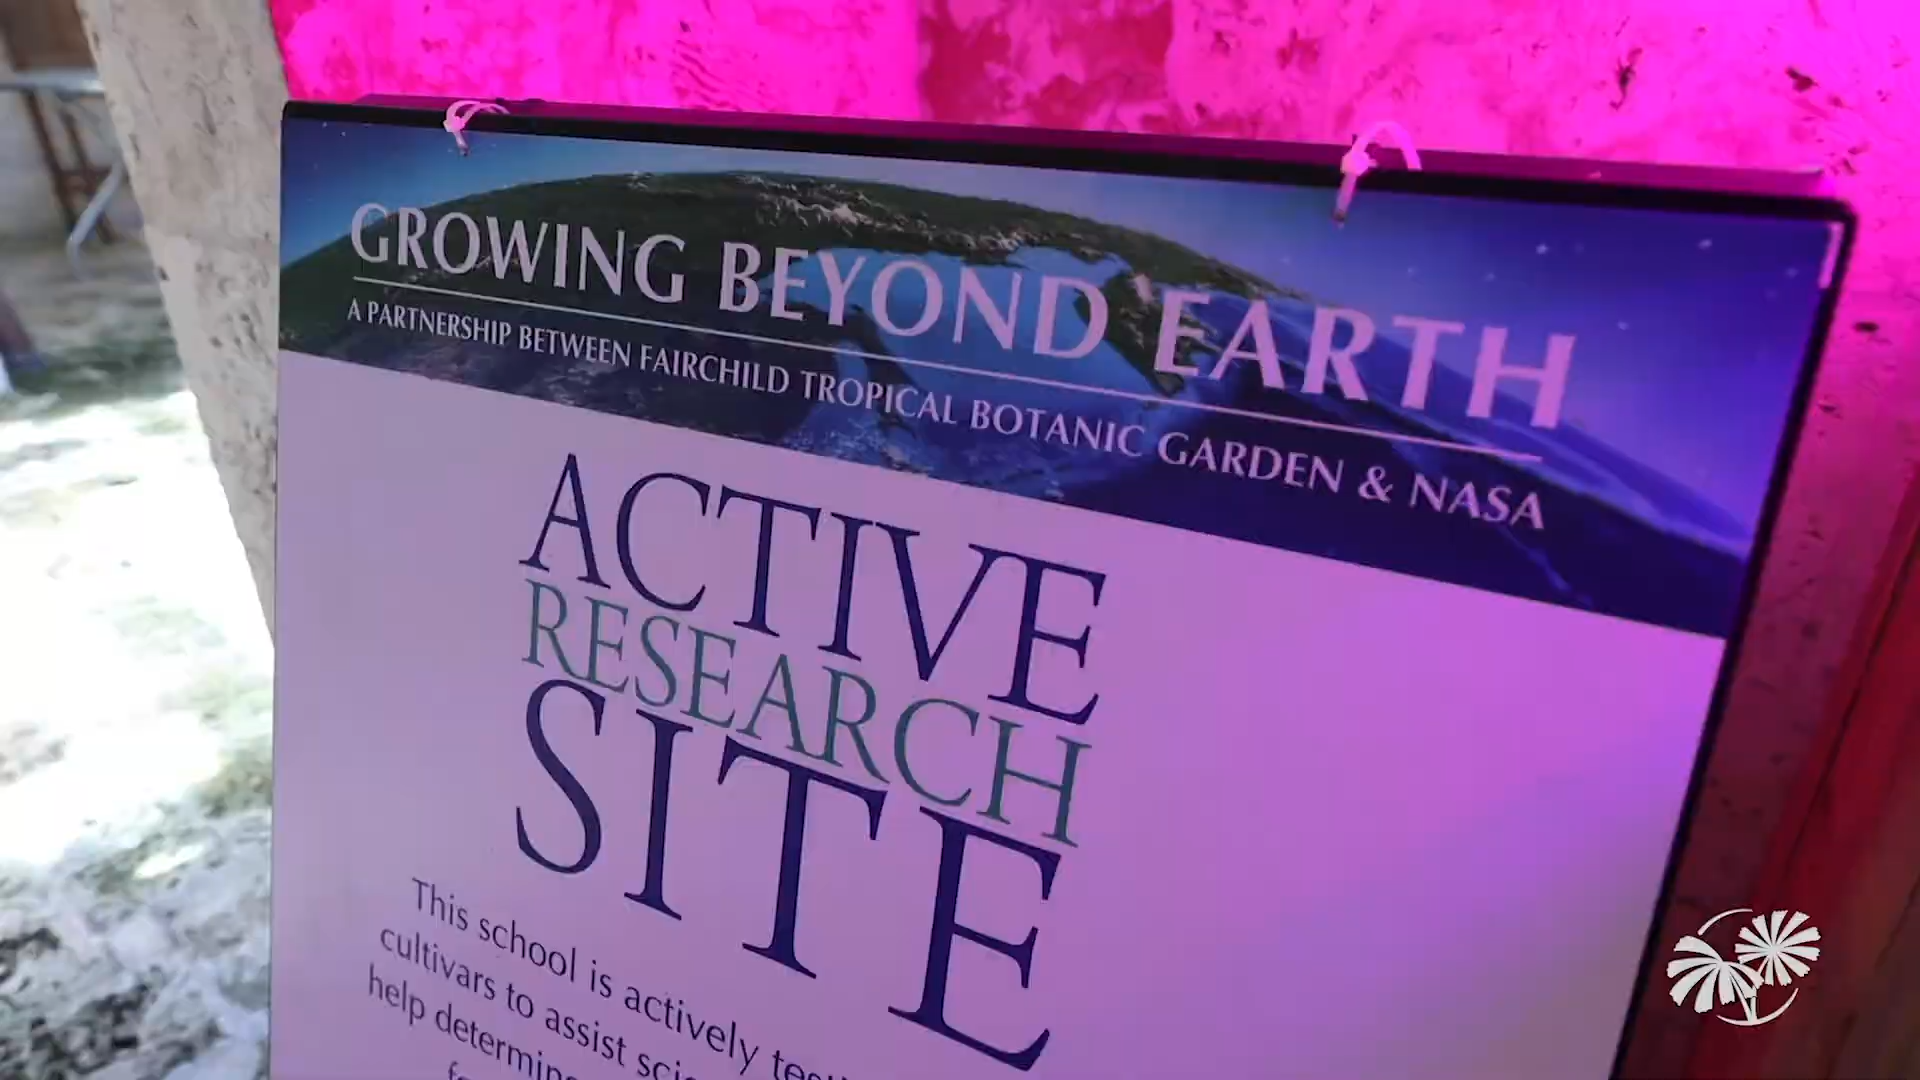 GROWING BEYOND EARTH
A PARTNERSHIP BETWEEN FAIRCHILD TROPICAL BOTANIC GARDEN & NASA
ACTIVE
RESEARCH
SITE
This school is actively
cultivars to assist
help